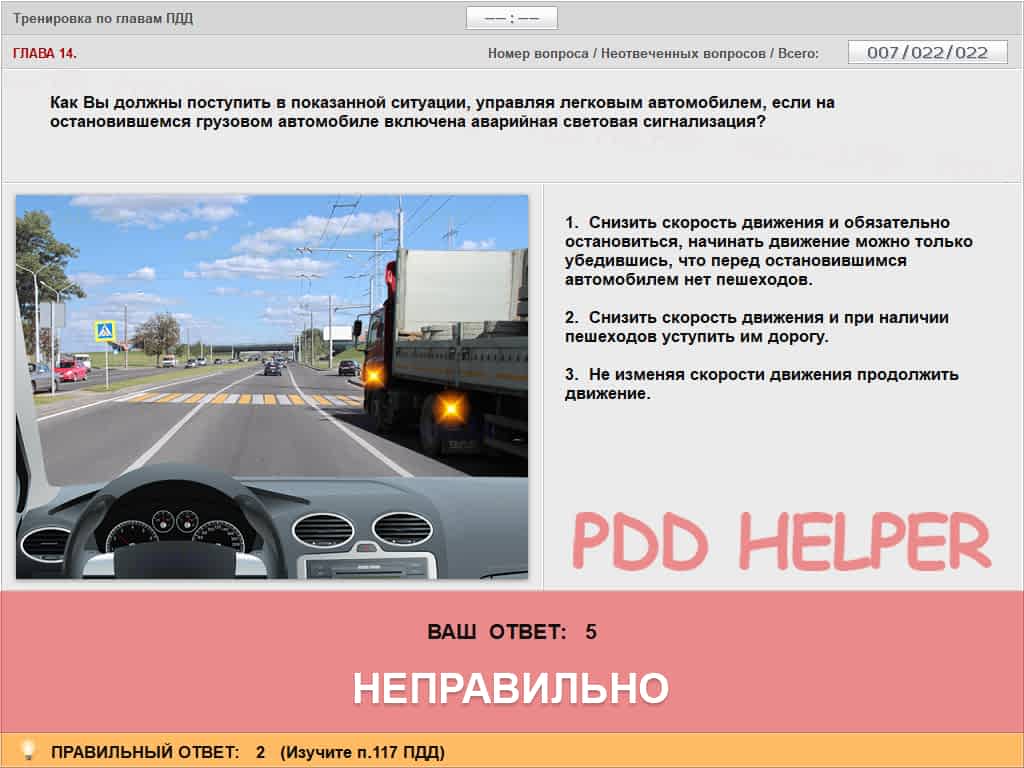 Тренировка по главам ПДД
—— : ——
ГЛАВА 14.
Номер вопроса / Неотвеченных вопросов / Всего:
007/022/022
Как Вы должны поступить в показанной ситуации, управляя легковым автомобилем, если на
остановившемся грузовом автомобиле включена аварийная световая сигнализация?
1. Снизить скорость движения и обязательно
остановиться, начинать движение можно только
убедившись, что перед остановившимся
автомобилем нет пешеходов.
2. Снизить скорость движения и при наличии
пешеходов уступить им дорогу.
3. Не изменяя скорости движения продолжить
движение.
PDD HELPER
ВАШ ОТВЕТ: 5
НЕПРАВИЛЬНО
ПРАВИЛЬНЫЙ ОТВЕТ: 2 (Изучите п.117 ПДД)